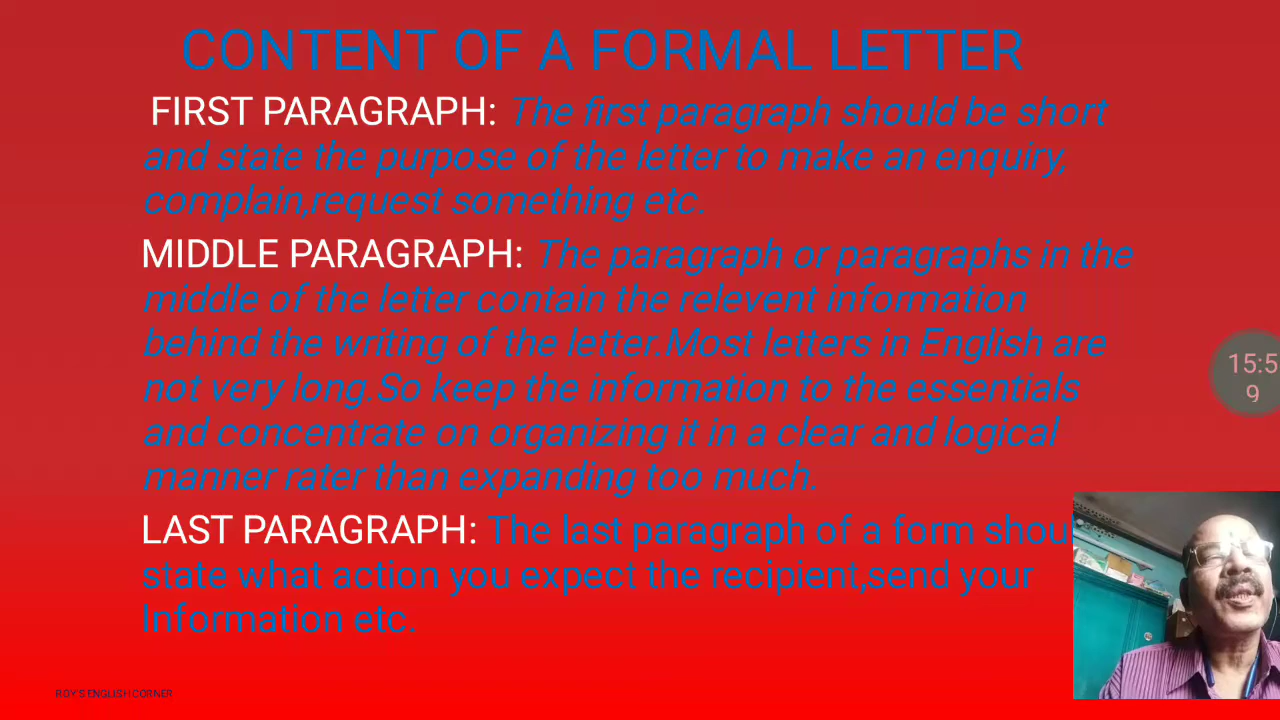 CONTENT OF A FORMAL LETTER
FIRST PARAGRAPH: The first paragraph should be short
and state the purpose of the letter to make an enquiry,
complain,request something etc.
MIDDLE PARAGRAPH: The paragraph or paragraphs in the
middle of the letter contain the relevent information
behind the writing of the letter.Most letters in English are
not very long.So keep the information to the essentials
and concentrate on organizing it in a clear and logical
manner rater than expanding too much.
LAST PARAGRAPH: The last paragraph of a form shou
state what action you expect the recipient,send your
Information etc.
15:5
9
ROY'S ENGLISH CORNER